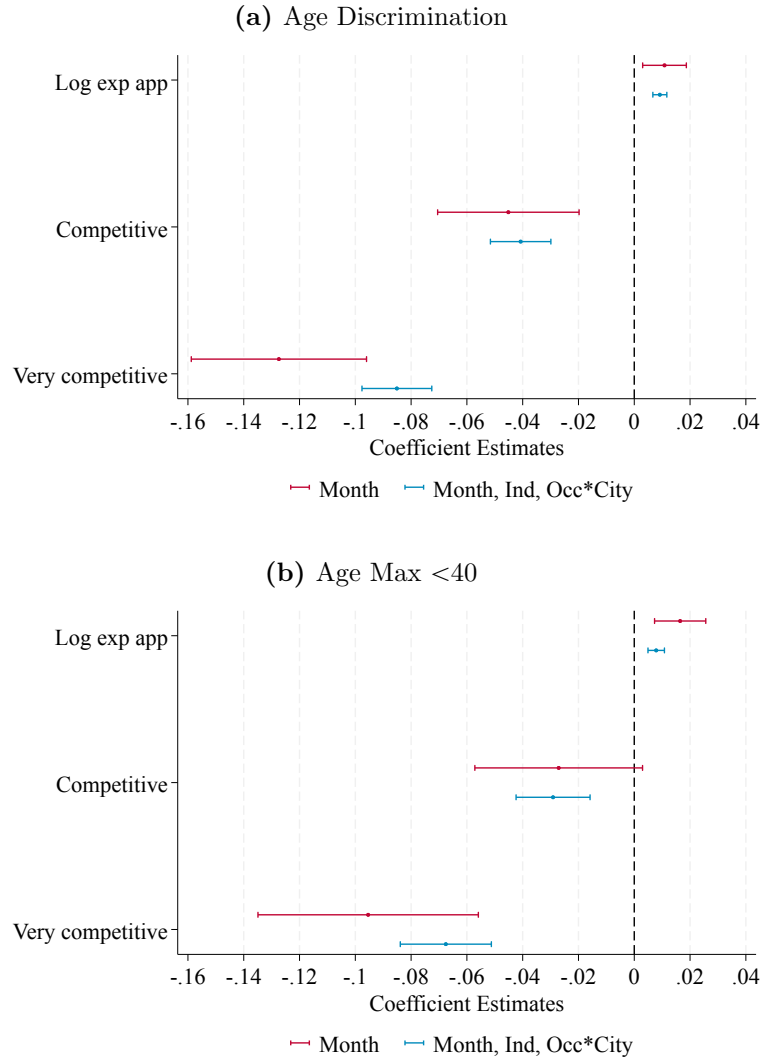 (a) Age Discrimination
Log exp app
Competitive
Very competitive
-.16 -.14 -.12 -.1 -.08 -.06 -.04 -.02 0 .02 .04
Coefficient Estimates
Month Month, Ind, Occ*City
(b) Age Max <40
Log exp app
Competitive
Very competitive
-.16 -.14 -.12 -.1 -.08 -.06 -.04 -.02 0 .02 .04
Coefficient Estimates
Month Month, Ind, Occ*City